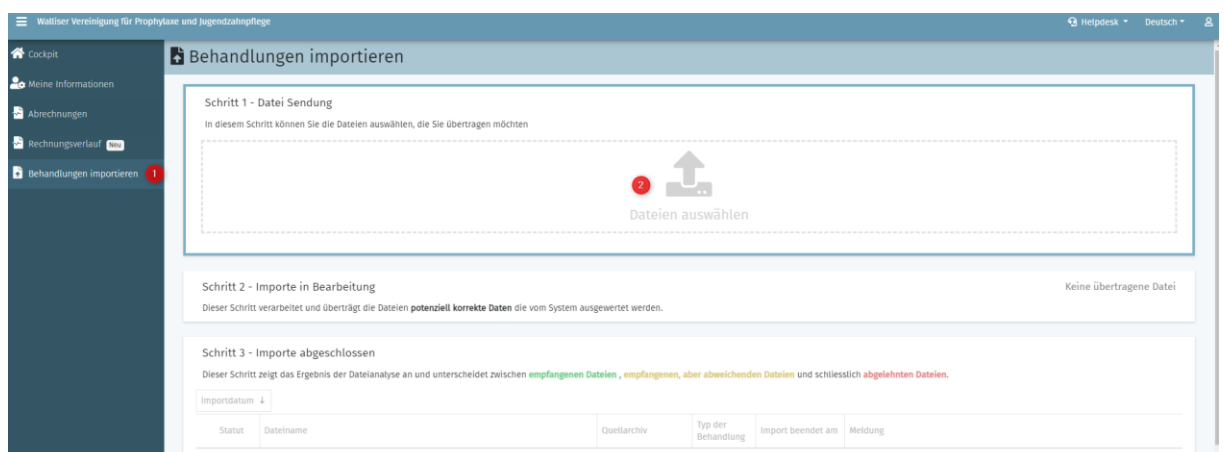 Walliser Vereinigung für Prophylaxe und Jugendzahnpflege
Helpdesk
Deutsch
Cockpit
Meine Informationen
Abrechnungen
Rechnungsverlauf Neu
Behandlungen importieren 1
Behandlungen importieren
Schritt 1 - Datei Sendung
In diesem Schritt können Sie die Dateien auswählen, die Sie übertragen möchten
2
Dateien auswählen
Schritt 2 - Importe in Bearbeitung
Keine übertragene Datei
Dieser Schritt verarbeitet und überträgt die Dateien potenziell korrekte Daten die vom System ausgewertet werden.
Schritt 3 - Importe abgeschlossen
Dieser Schritt zeigt das Ergebnis der Dateianalyse an und unterscheidet zwischen empfangenen Dateien , empfangenen, aber abweichenden Dateien und schliesslich abgelehnten Dateien.
Importdatum ↓
Statut Dateiname Quellarchiv Typ der Behandlung Import beendet am Meldung